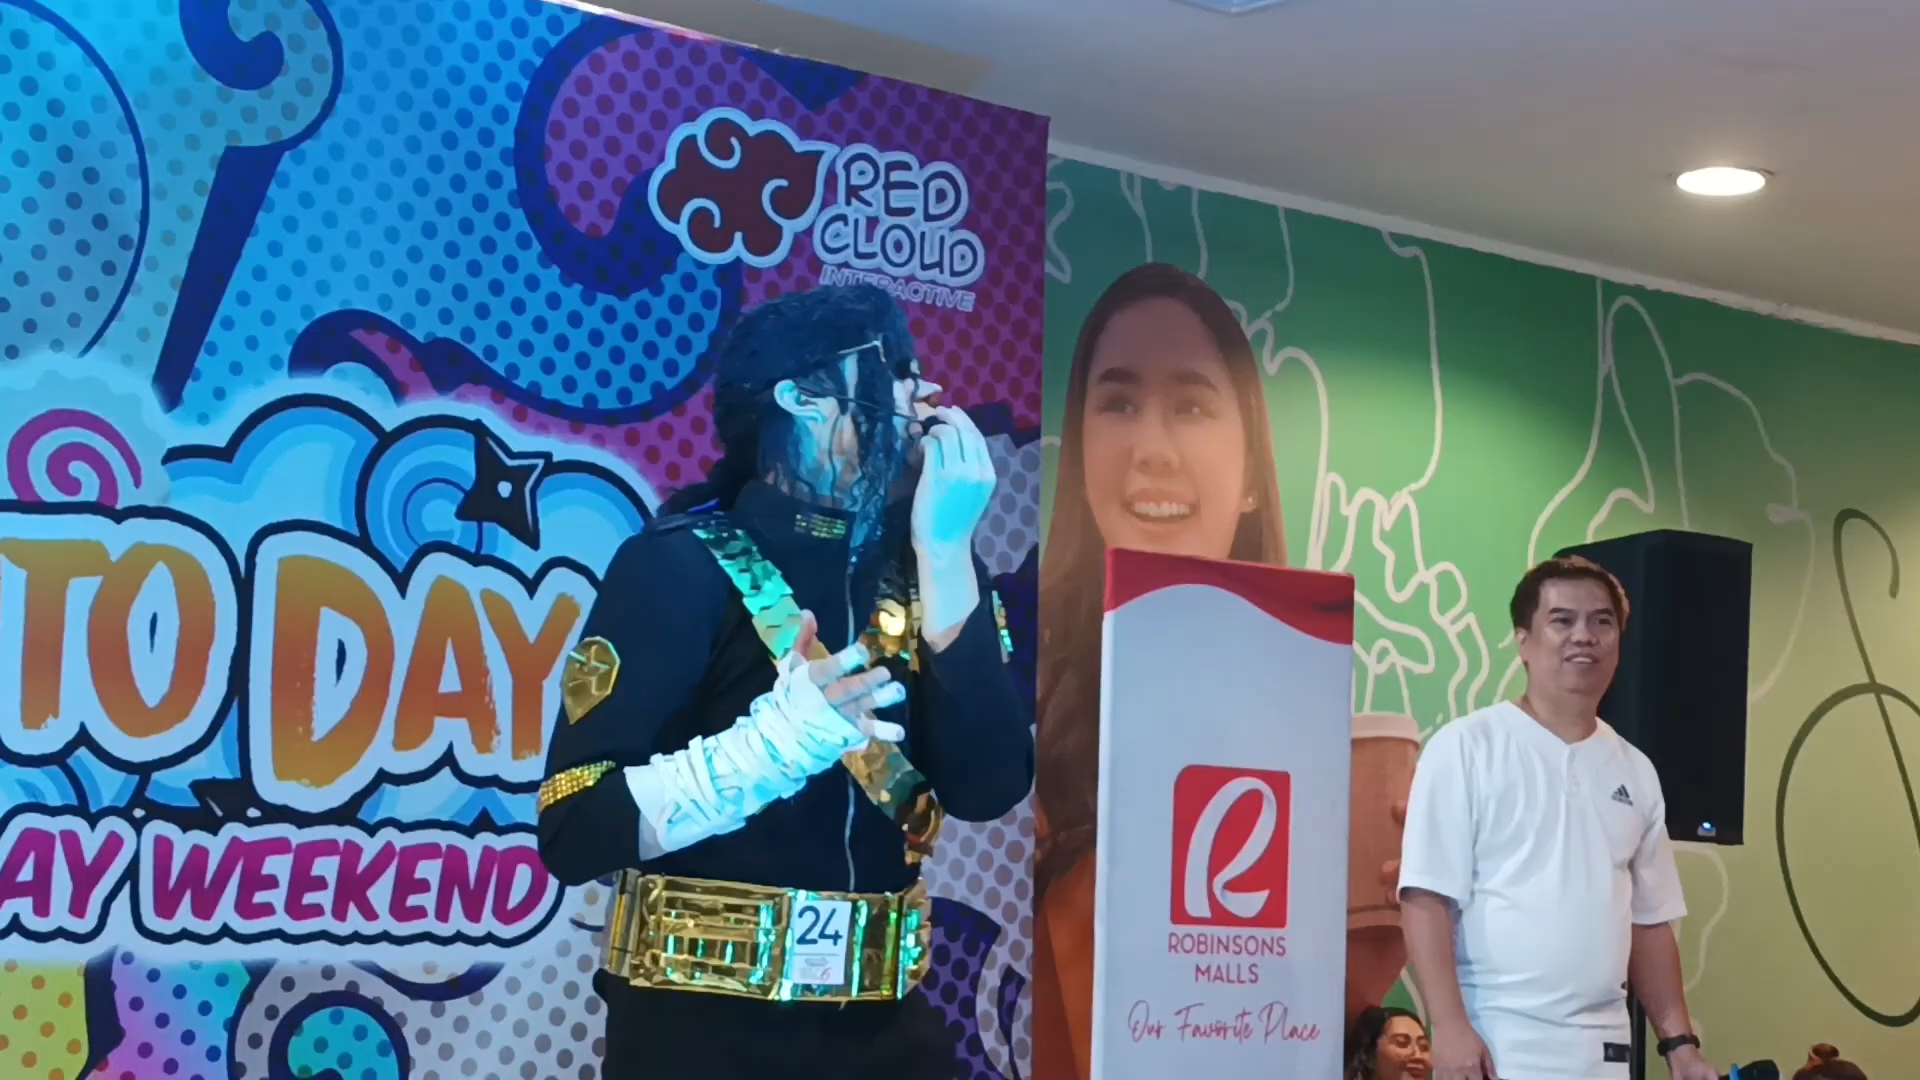 RED
CLOUD
INTERACTIVE
TO DAY
AY WEEKEND
24
ROBINSONS
MALLS
Our Favorite Place